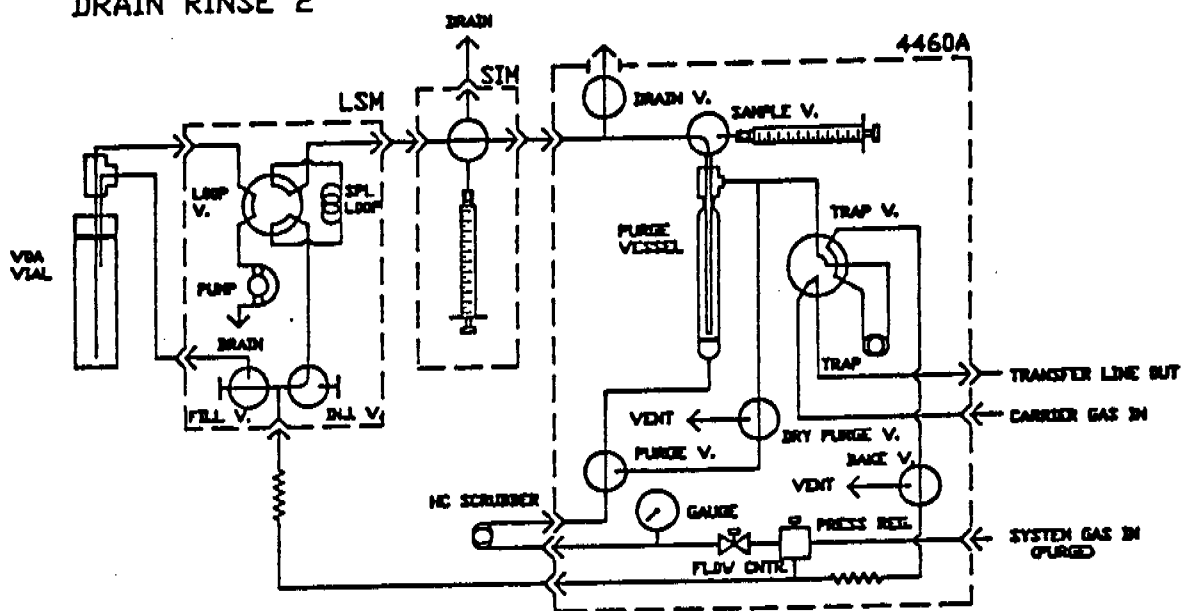 DRAIN RINSE 2
DRAIN
4460A
SIM
DRAIN V.
SAMPLE V.
LSM
LOOP V.
SPL LOOP
TRAP V.
PURGE VESSEL
VOA VIAL
PUMP
DRAIN
TRAP
TRANSFER LINE OUT
FILL V.
INJ. V.
VENT
CARRIER GAS IN
DRY PURGE V.
PURGE V.
BAKE V.
VENT
HC SCRUBBER
GAUGE
PRESS REG.
SYSTEM GAS IN
(PURGE)
FLOW CNTR.